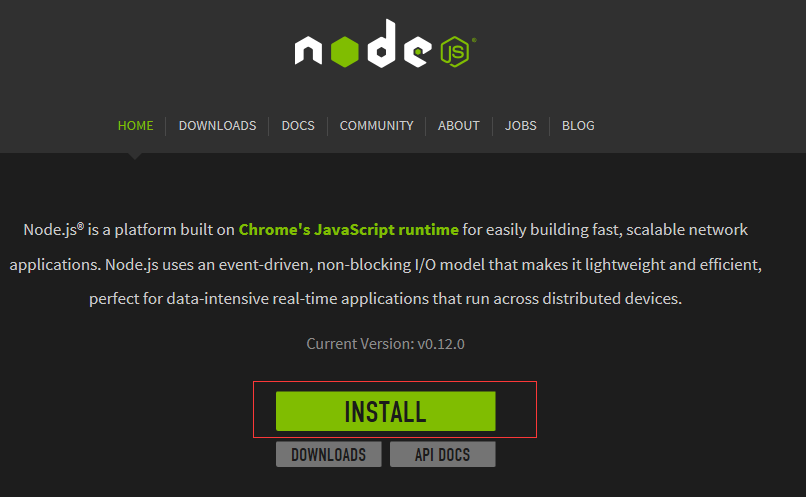 node JS®
HOME DOWNLOADS DOCS COMMUNITY ABOUT JOBS BLOG
Node.js® is a platform built on Chrome's JavaScript runtime for easily building fast, scalable network
applications. Node.js uses an event-driven, non-blocking I/O model that makes it lightweight and efficient,
perfect for data-intensive real-time applications that run across distributed devices.
Current Version: v0.12.0
INSTALL
DOWNLOADS API DOCS